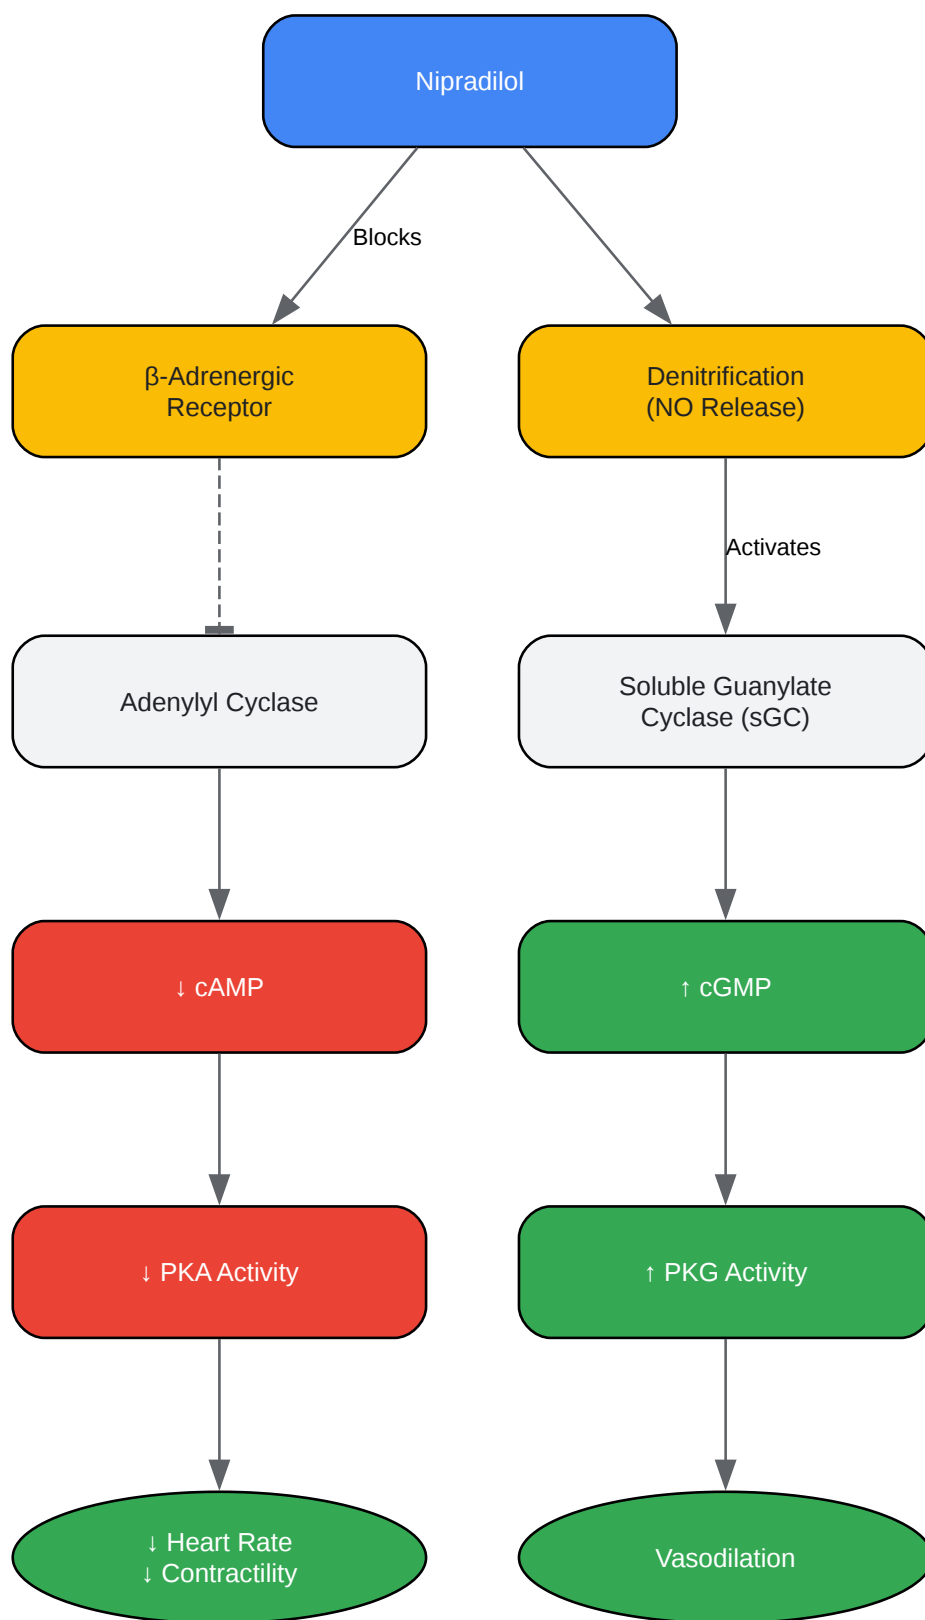 Nipradilol
Blocks
β-Adrenergic
Receptor
Denitrification
(NO Release)
Activates
Adenylyl Cyclase
Soluble Guanylate
Cyclase (sGC)
↓ cAMP
↑ cGMP
↓ PKA Activity
↑ PKG Activity
↓ Heart Rate
↓ Contractility
Vasodilation